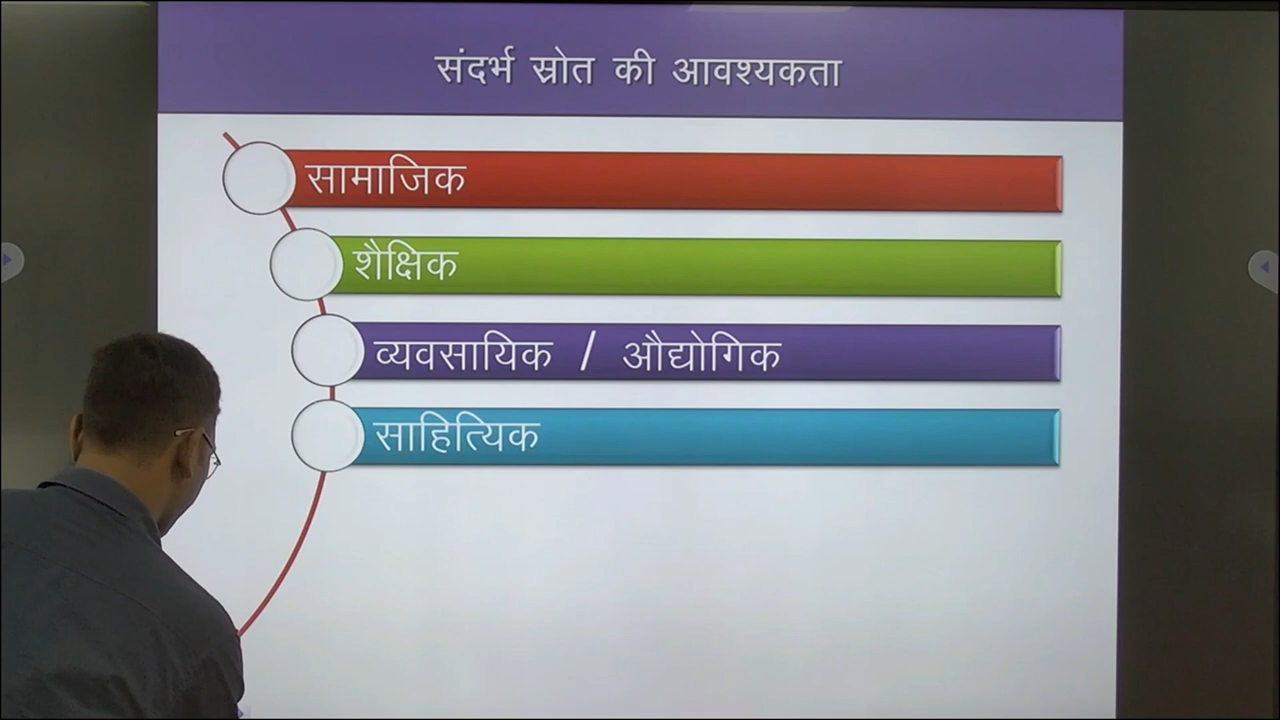 संदर्भ स्रोत की आवश्यकता
सामाजिक
शैक्षिक
व्यवसायिक / औद्योगिक
साहित्यिक